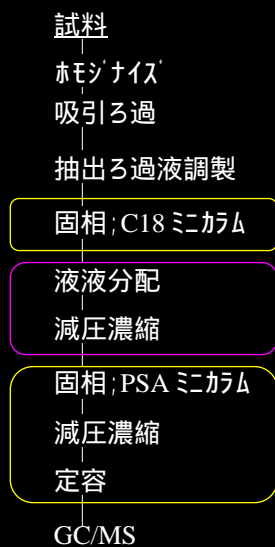 試料
ﾎﾓｼﾞﾅｲｽﾞ
吸引ろ過
抽出ろ過液調製
固相;C18 ﾐﾆｶﾗﾑ
液液分配
減圧濃縮
固相;PSA ﾐﾆｶﾗﾑ
減圧濃縮
定容
GC/MS